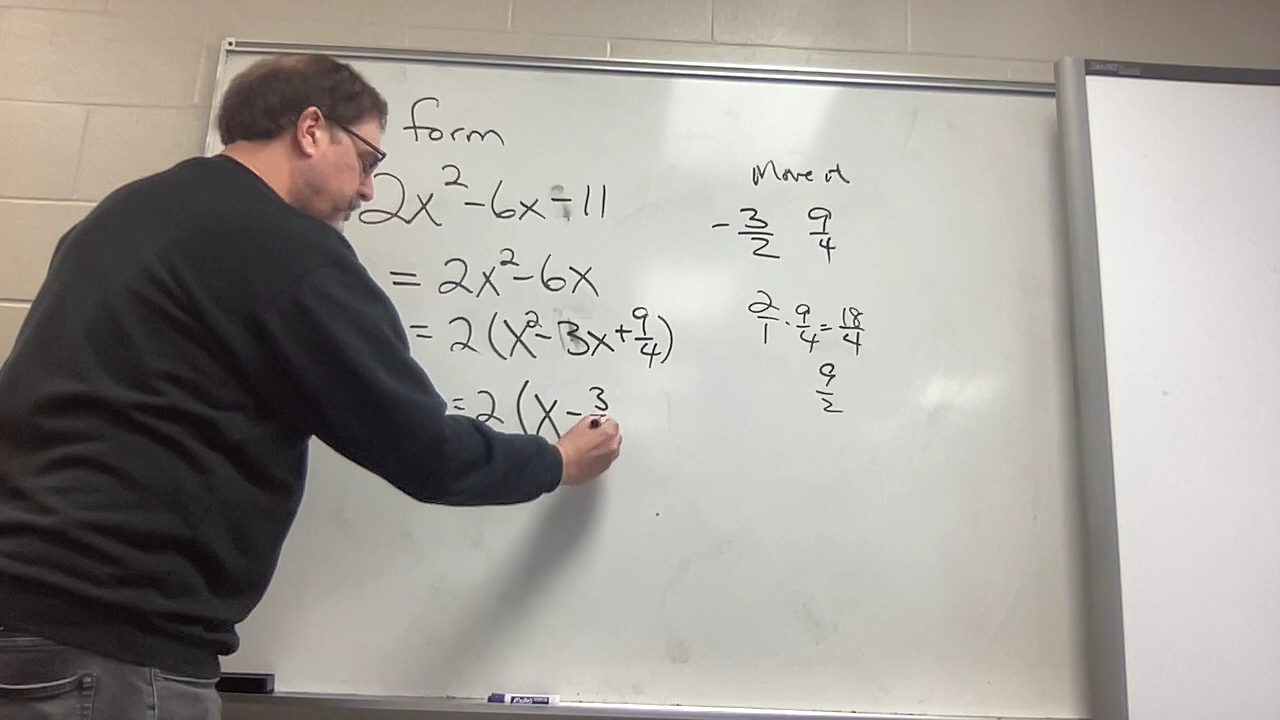 form
2x²-6x-11
= 2x²-6x
= 2(x²-3x+9/4)
= 2(x-3
Move it
-3/2 9/4
2/1 · 9/4 = 18/4
9/2